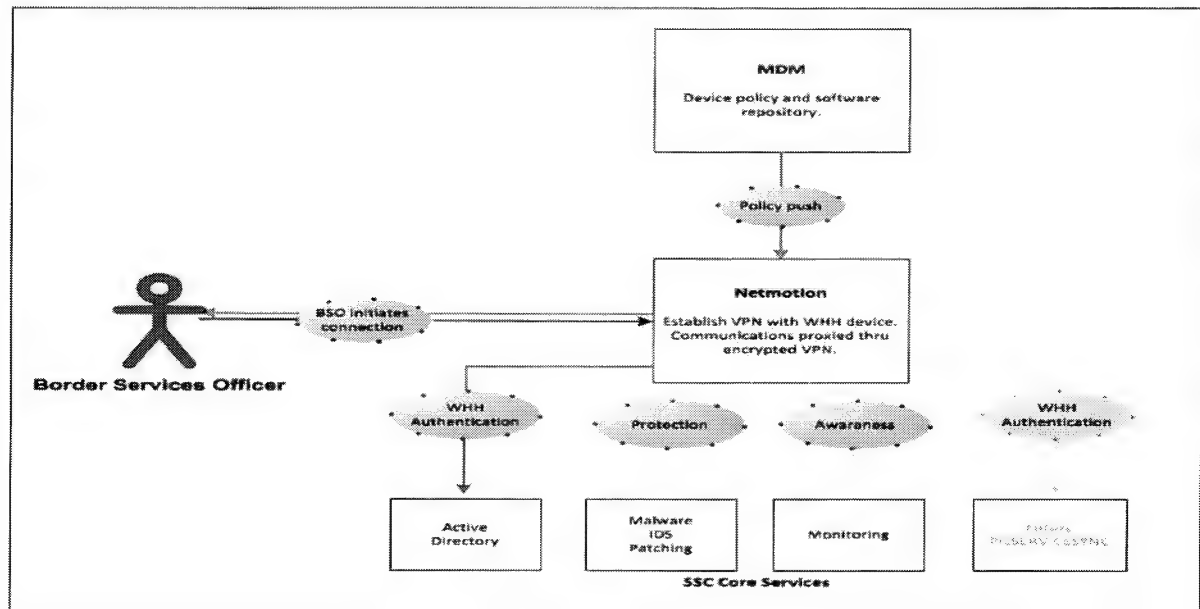 MDM
Device policy and software
repository.
Policy push
Netmotion
Establish VPN with WHH device.
Communications proxied thru
encrypted VPN.
BSO initiates
connection
Border Services Officer
WHH
Authentication
Protection
Awareness
WHH
Authentication
Active
Directory
Malware
IDS
Patching
Monitoring
Future
SSC Core Services